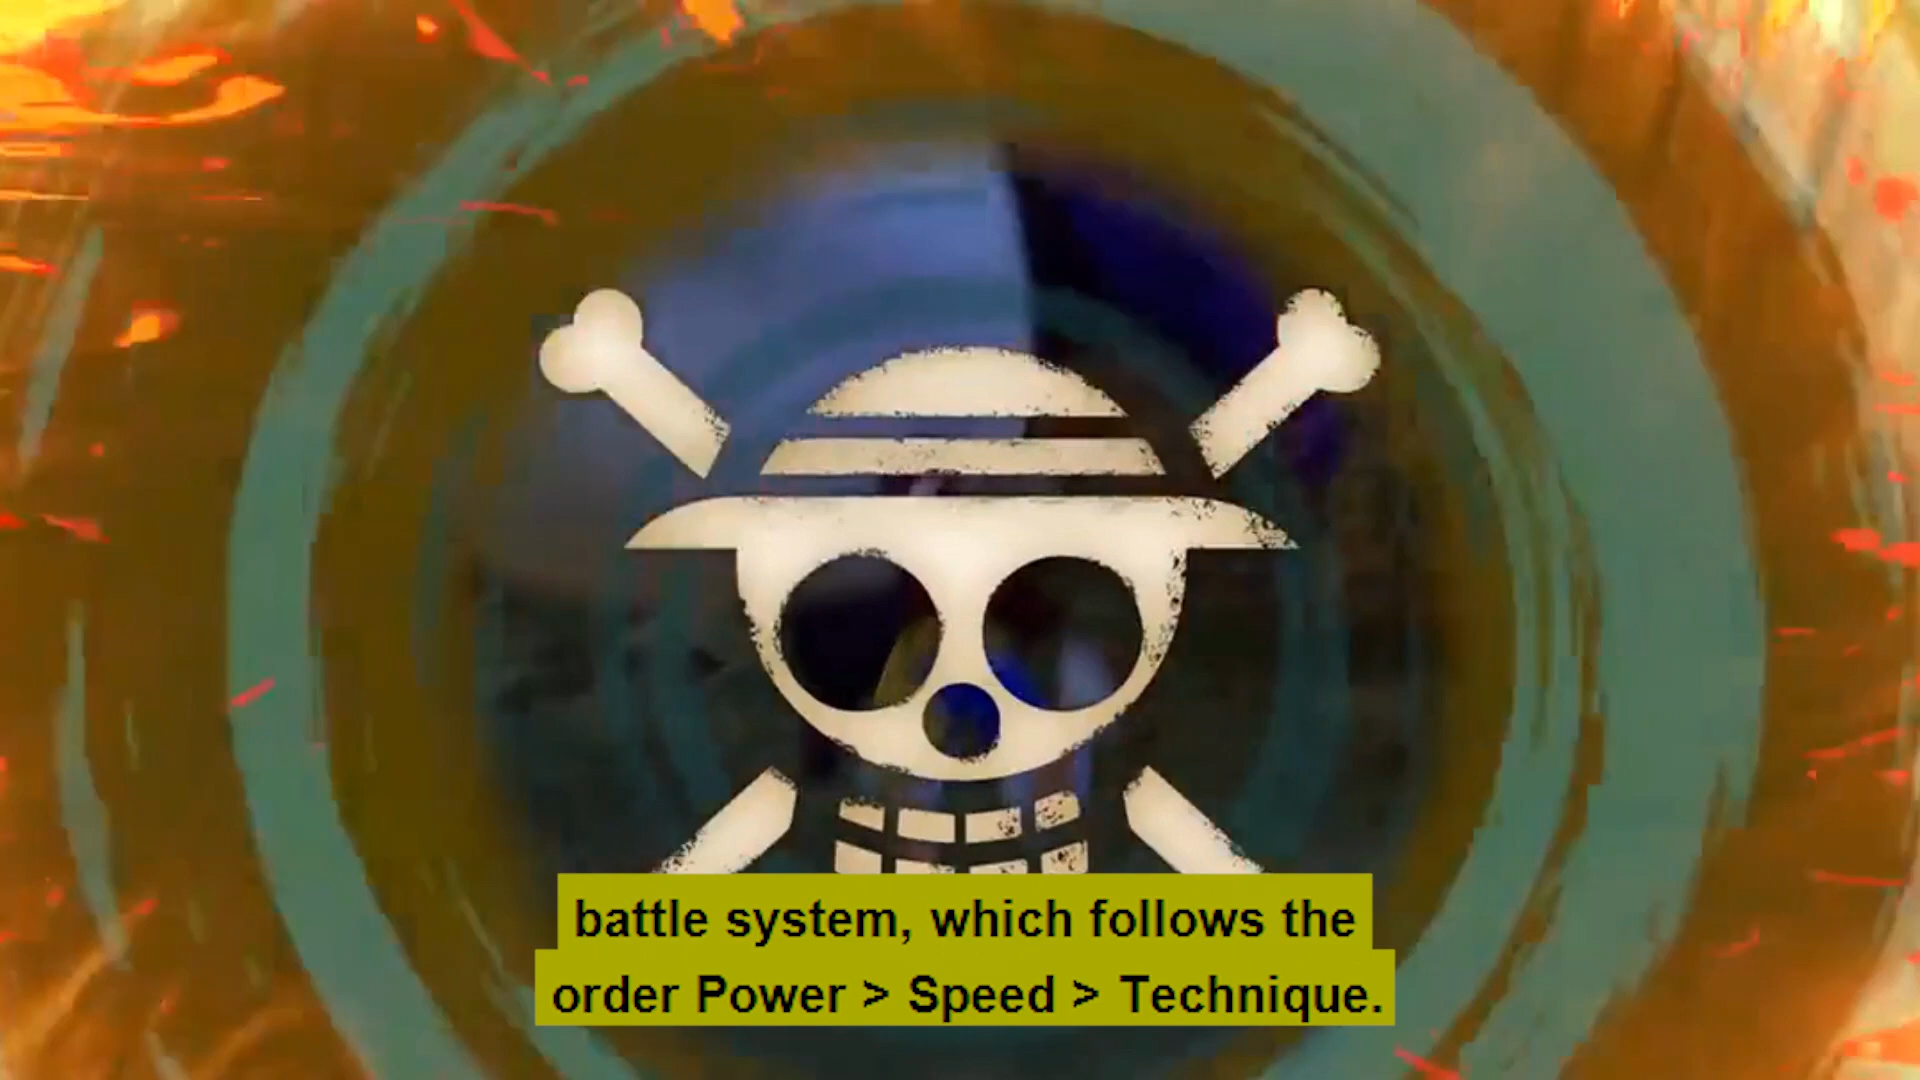 battle system, which follows the
order Power > Speed > Technique.